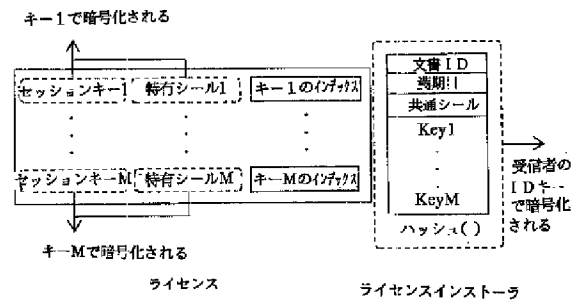 キー1で暗号化される
セッションキー1 特有シール1 キー1のインデックス
セッションキーM 特有シールM キーMのインデックス
キーMで暗号化される
ライセンス
文書ID
満期日
共通シール
Key1
KeyM
ハッシュ()
受信者の
IDキー
で暗号化
される
ライセンスインストーラ